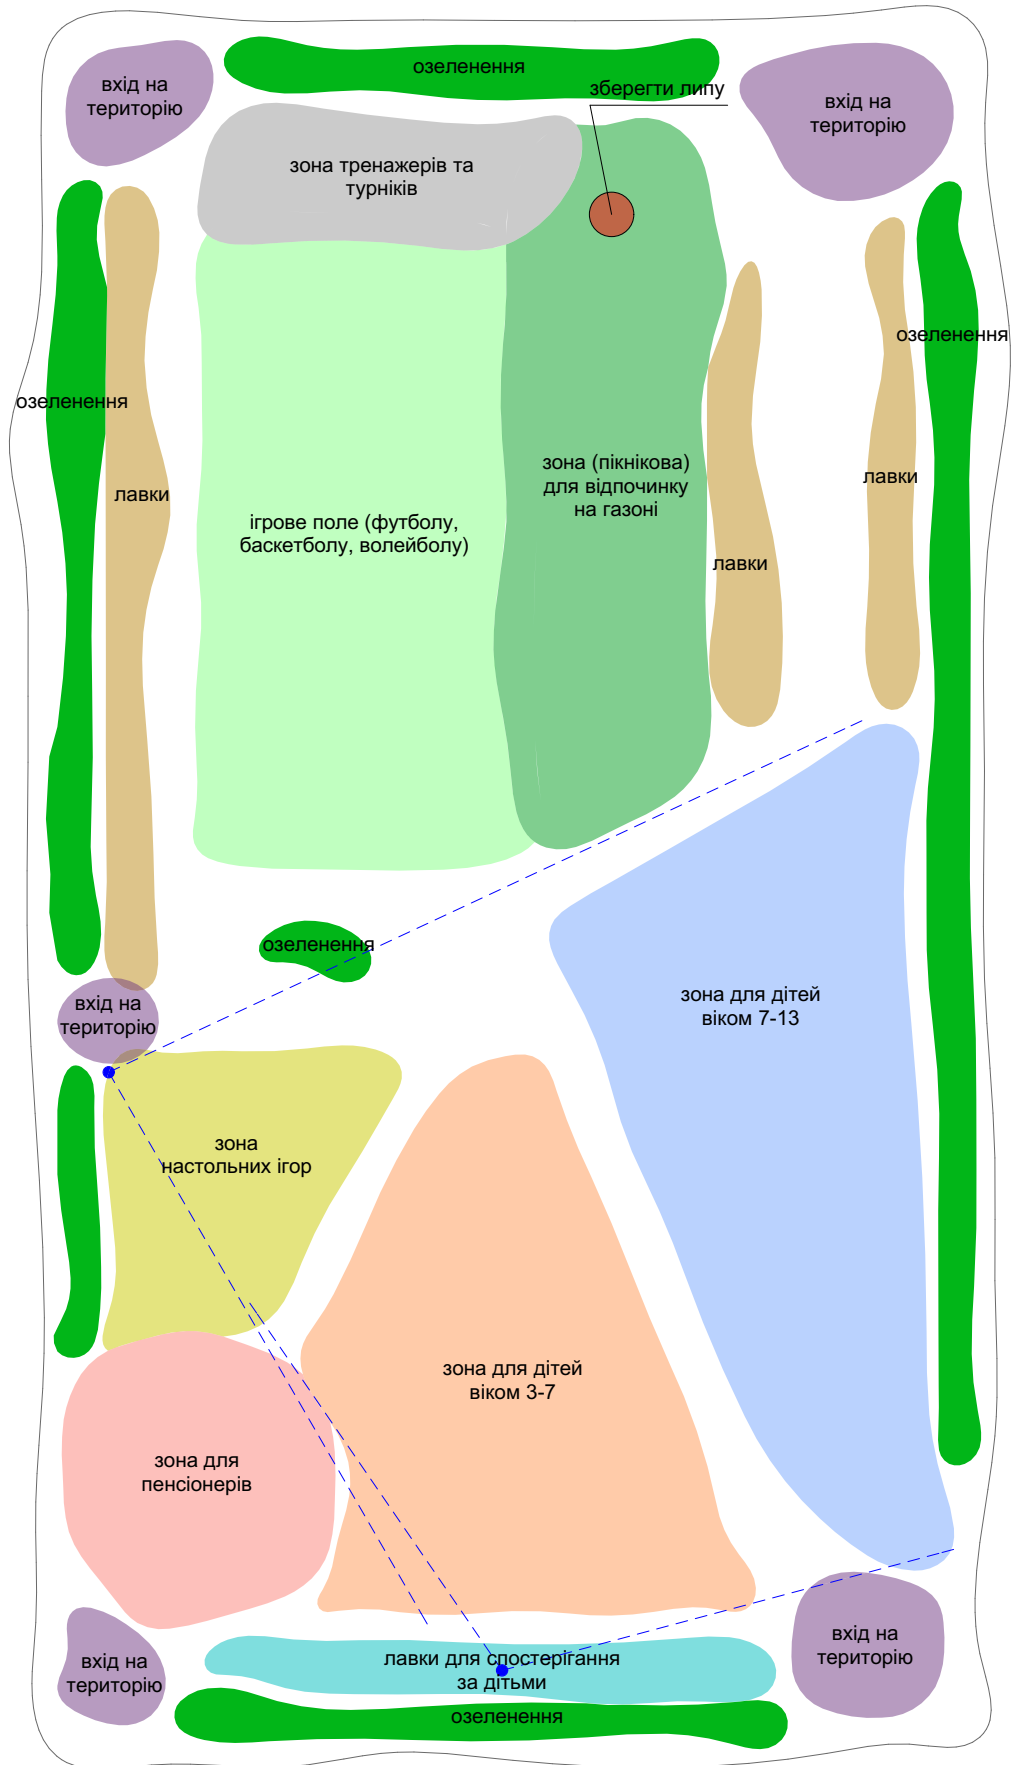 озеленення
вхід на
територію
зберегти липу
вхід на
територію
зона тренажерів та
турніків
озеленення
озеленення
лавки
зона (пікнікова)
для відпочинку
на газоні
лавки
ігрове поле (футболу,
баскетболу, волейболу)
лавки
озеленення
зона для дітей
віком 7-13
вхід на
територію
зона
настольних ігор
зона для дітей
віком 3-7
зона для
пенсіонерів
вхід на
територію
лавки для спостерігання
за дітьми
вхід на
територію
озеленення